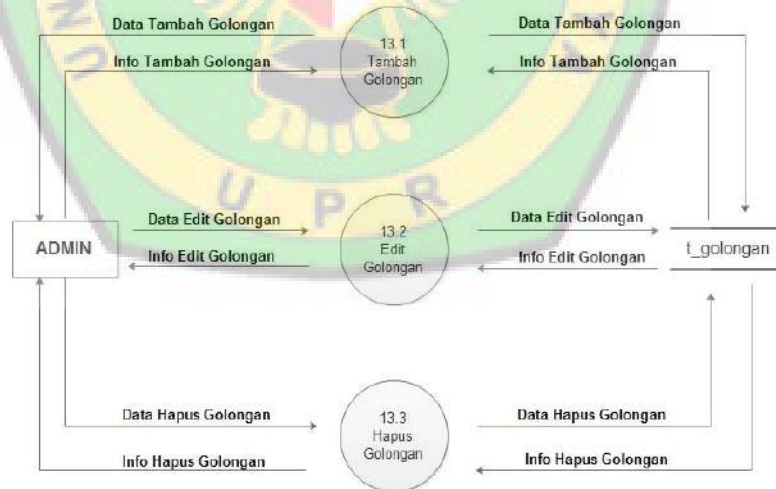 Data Tambah Golongan
Data Tambah Golongan
13.1
Tambah
Golongan
Info Tambah Golongan
Info Tambah Golongan
UPR
Data Edit Golongan
Data Edit Golongan
13.2
Edit
Golongan
ADMIN
Info Edit Golongan
Info Edit Golongan
t_golongan
Data Hapus Golongan
Data Hapus Golongan
13.3
Hapus
Golongan
Info Hapus Golongan
Info Hapus Golongan